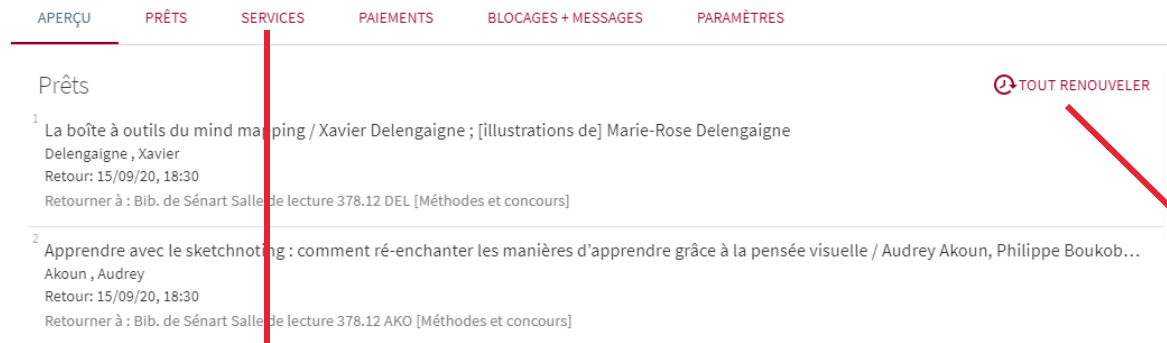 APERÇU PRÊTS SERVICES PAIEMENTS BLOCAGES + MESSAGES PARAMÈTRES
Prêts TOUT RENOUVELER
1
La boîte à outils du mind mapping / Xavier Delengaigne ; [illustrations de] Marie-Rose Delengaigne
Delengaigne , Xavier
Retour: 15/09/20, 18:30
Retourner à : Bib. de Sénart Salle de lecture 378.12 DEL [Méthodes et concours]
2
Apprendre avec le sketchnoting : comment ré-enchanter les manières d’apprendre grâce à la pensée visuelle / Audrey Akoun, Philippe Boukob…
Akoun , Audrey
Retour: 15/09/20, 18:30
Retourner à : Bib. de Sénart Salle de lecture 378.12 AKO [Méthodes et concours]